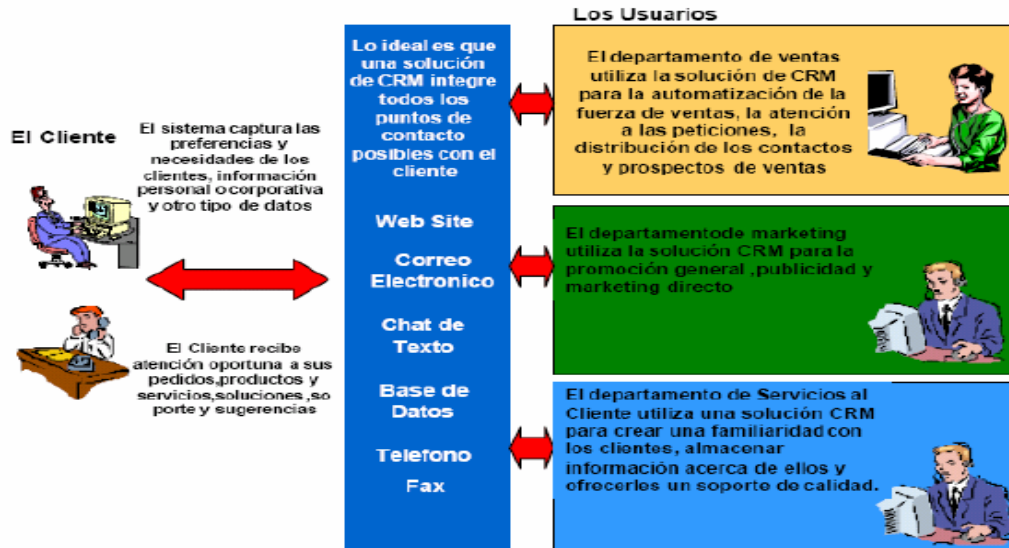 Los Usuarios
El Cliente
El sistema captura las
preferencias y
necesidades de los
clientes, información
personal o corporativa
y otro tipo de datos
El Cliente recibe
atención oportuna a sus
pedidos,productos y
servicios,soluciones ,so
porte y sugerencias
Lo ideal es que
una solución
de CRM integre
todos los
puntos de
contacto
posibles con el
cliente
Web Site
Correo
Electronico
Chat de
Texto
Base de
Datos
Telefono
Fax
El departamento de ventas
utiliza la solución de CRM
para la automatización de la
fuerza de ventas, la atención
a las peticiones, la
distribución de los contactos
y prospectos de ventas
El departamentode marketing
utiliza la solución CRM para la
promoción general ,publicidad y
marketing directo
El departamento de Servicios al
Cliente utiliza una solución CRM
para crear una familiaridad con
los clientes, almacenar
información acerca de ellos y
ofrecerles un soporte de calidad.